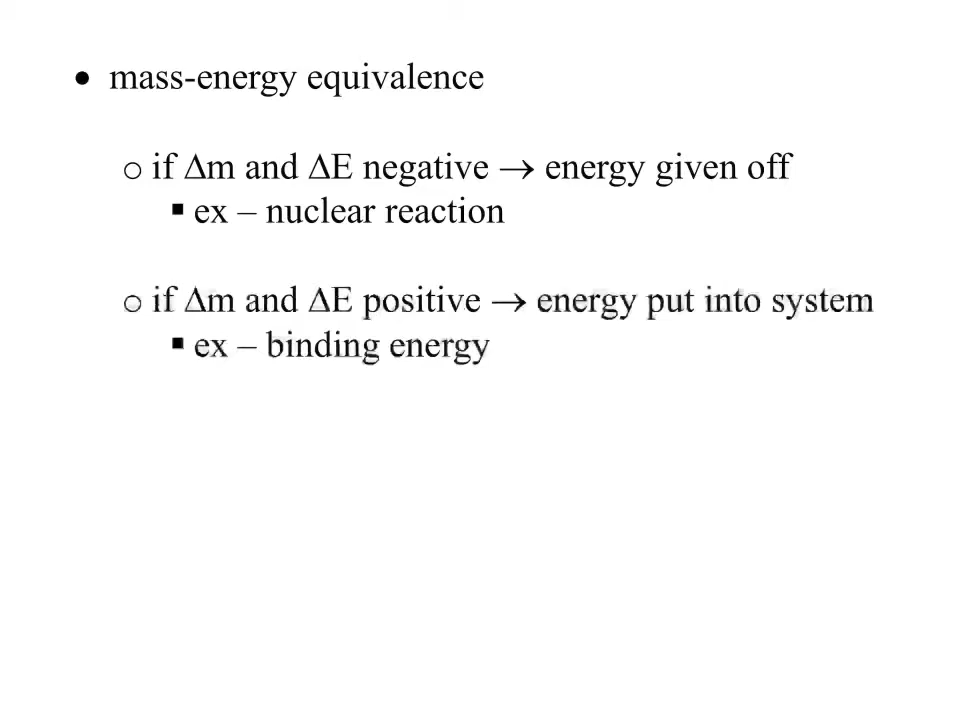 • mass-energy equivalence
o if Δm and ΔE negative → energy given off
▪ ex – nuclear reaction
o if Δm and ΔE positive → energy put into system
▪ ex – binding energy